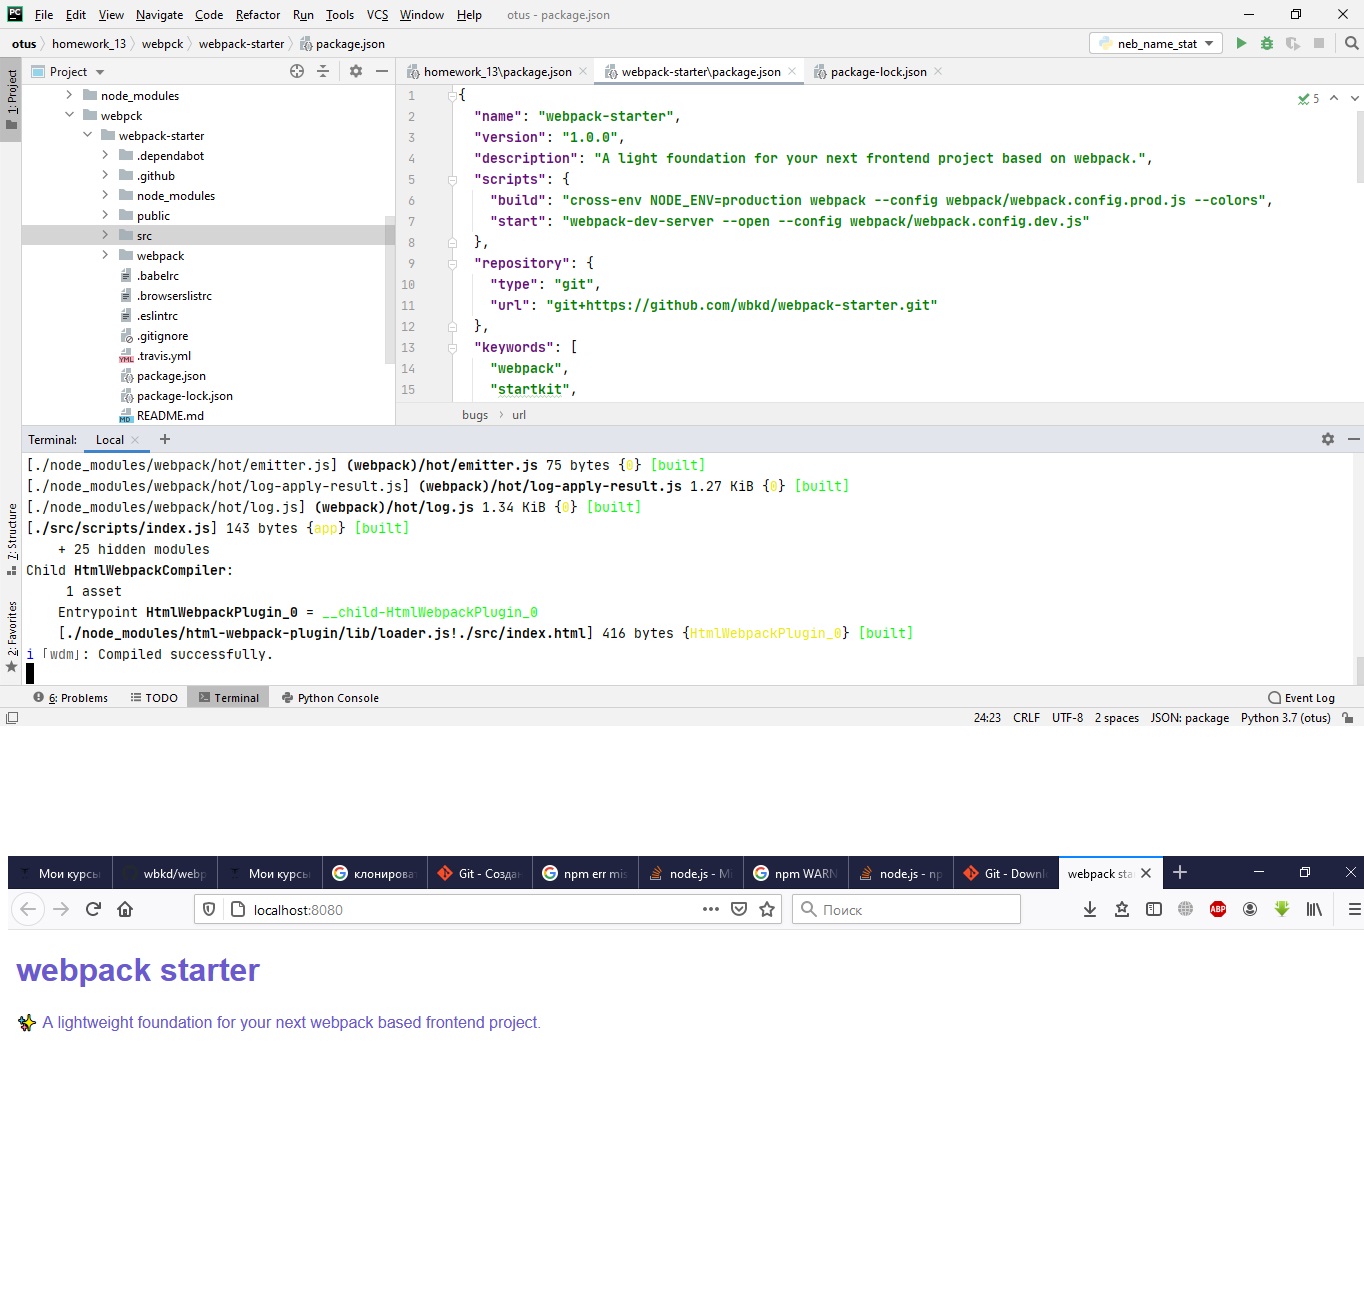 PC File Edit View Navigate Code Refactor Run Tools VCS Window Help otus - package.json
otus homework_13 webpck webpack-starter package.json neb_name_stat
1: Project
Project
homework_13\package.json webpack-starter\package.json package-lock.json
node_modules
webpck
webpack-starter
.dependabot
.github
node_modules
public
src
webpack
.babelrc
.browserslistrc
.eslintrc
.gitignore
.travis.yml
package.json
package-lock.json
README.md
5
1 {
2 "name": "webpack-starter",
3 "version": "1.0.0",
4 "description": "A light foundation for your next frontend project based on webpack.",
5 "scripts": {
6 "build": "cross-env NODE_ENV=production webpack --config webpack/webpack.config.prod.js --colors",
7 "start": "webpack-dev-server --open --config webpack/webpack.config.dev.js"
8 },
9 "repository": {
10 "type": "git",
11 "url": "git+https://github.com/wbkd/webpack-starter.git"
12 },
13 "keywords": [
14 "webpack",
15 "startkit",
bugs › url
Terminal: Local +
[./node_modules/webpack/hot/emitter.js] (webpack)/hot/emitter.js 75 bytes {0} [built]
[./node_modules/webpack/hot/log-apply-result.js] (webpack)/hot/log-apply-result.js 1.27 KiB {0} [built]
[./node_modules/webpack/hot/log.js] (webpack)/hot/log.js 1.34 KiB {0} [built]
[./src/scripts/index.js] 143 bytes {app} [built]
+ 25 hidden modules
Child HtmlWebpackCompiler:
1 asset
Entrypoint HtmlWebpackPlugin_0 = __child-HtmlWebpackPlugin_0
[./node_modules/html-webpack-plugin/lib/loader.js!./src/index.html] 416 bytes {HtmlWebpackPlugin_0} [built]
i ｢wdm｣: Compiled successfully.
7: Structure
2: Favorites
6: Problems TODO Terminal Python Console Event Log
24:23 CRLF UTF-8 2 spaces JSON: package Python 3.7 (otus)
Мои курсы wbkd/webp Мои курсы клонироват Git - Создан npm err mis node.js - Mi npm WARN node.js - np Git - Downl webpack sta
localhost:8080 Поиск ABP
webpack starter
✨ A lightweight foundation for your next webpack based frontend project.